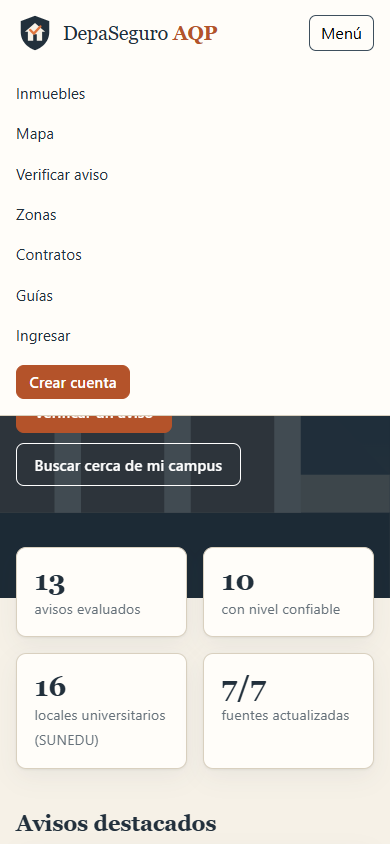 DepaSeguro AQP
Menú
Inmuebles
Mapa
Verificar aviso
Zonas
Contratos
Guías
Ingresar
Crear cuenta
Buscar cerca de mi campus
13
avisos evaluados
10
con nivel confiable
16
locales universitarios
(SUNEDU)
7/7
fuentes actualizadas
Avisos destacados